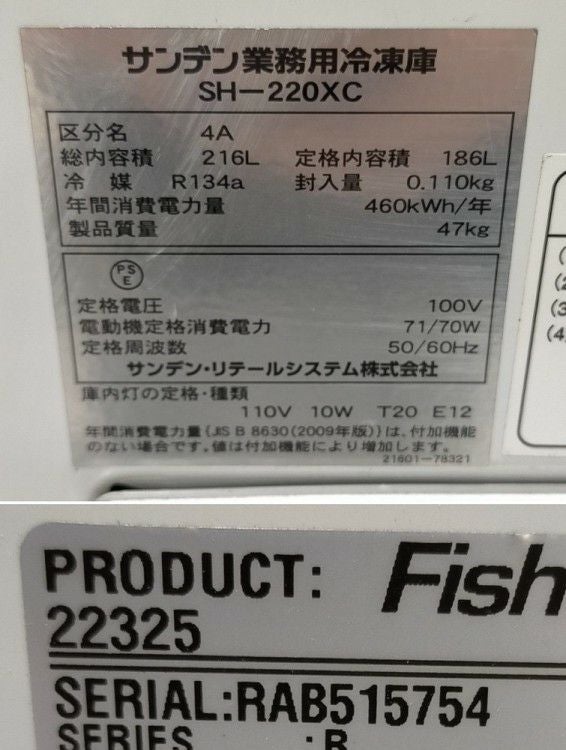 サンデン業務用冷凍庫
SH-220XC
区分名 4A
総内容積 216L 定格内容積 186L
冷媒 R134a 封入量 0.110kg
年間消費電力量 460kWh/年
製品質量 47kg
PS E
定格電圧 100V
電動機定格消費電力 71/70W
定格周波数 50/60Hz
サンデン・リテールシステム株式会社
庫内灯の定格・種類
110V 10W T20 E12
年間消費電力量(JIS B 8630(2009年版))は、付加機能
のない場合です。値は付加機能により増加します。
21601-78321
(1
(2
(3
(4)
PRODUCT: Fish
22325
SERIAL:RAB515754
SERIES :B